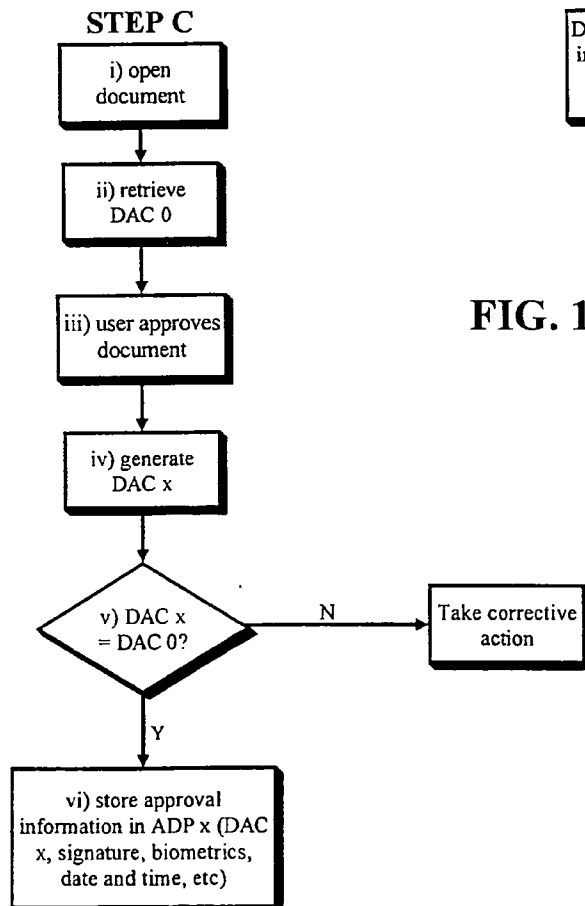 STEP C
i) open
document
ii) retrieve
DAC 0
iii) user approves
document
iv) generate
DAC x
v) DAC x
= DAC 0?
N
Take corrective
action
Y
vi) store approval
information in ADP x (DAC
x, signature, biometrics,
date and time, etc)
FIG. 1